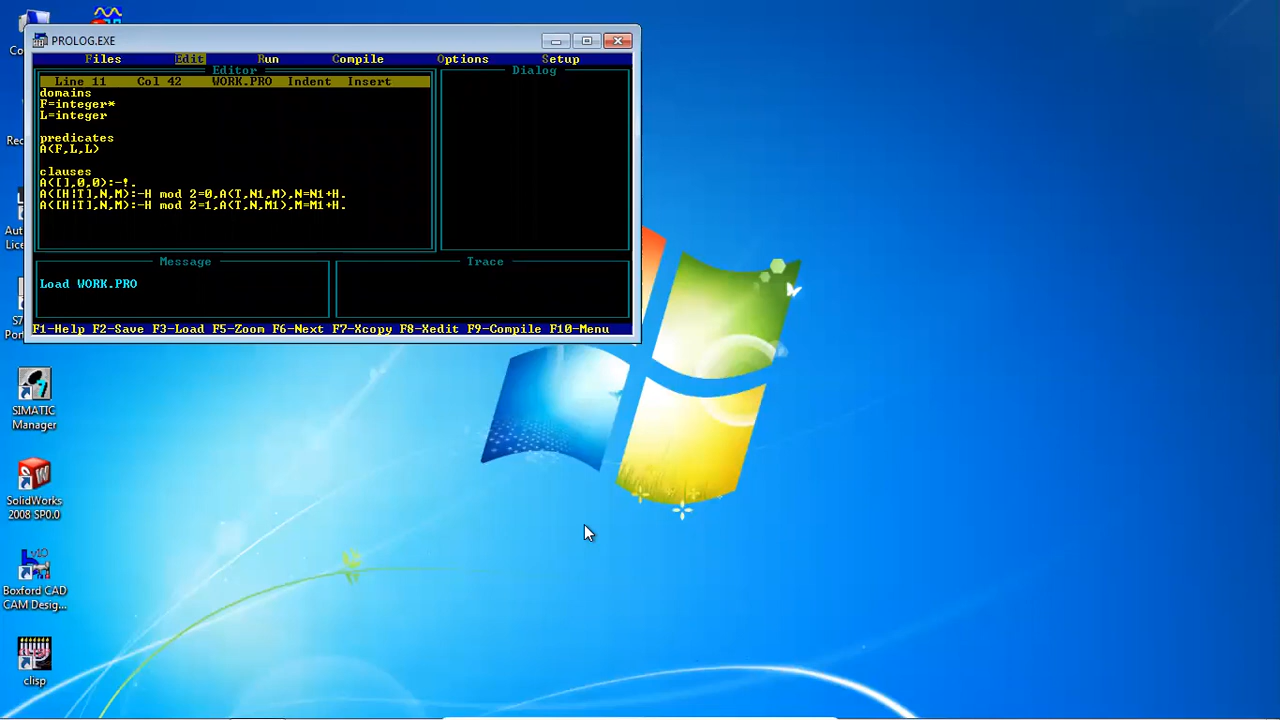 PROLOG.EXE
Files Edit Run Compile Options Setup
Editor
Line 11 Col 42 WORK.PRO Indent Insert
domains
F=integer*
L=integer
predicates
A(F,L,L)
clauses
A([],0,0):-!.
A([H¦T],N,M):-H mod 2=0,A(T,N1,M),N=N1+H.
A([H¦T],N,M):-H mod 2=1,A(T,N,M1),M=M1+H.
Dialog
Message
Load WORK.PRO
Trace
F1-Help F2-Save F3-Load F5-Zoom F6-Next F7-Xcopy F8-Xedit F9-Compile F10-Menu
SIMATIC
Manager
SolidWorks
2008 SP0.0
v10
Boxford CAD
CAM Desig...
clisp